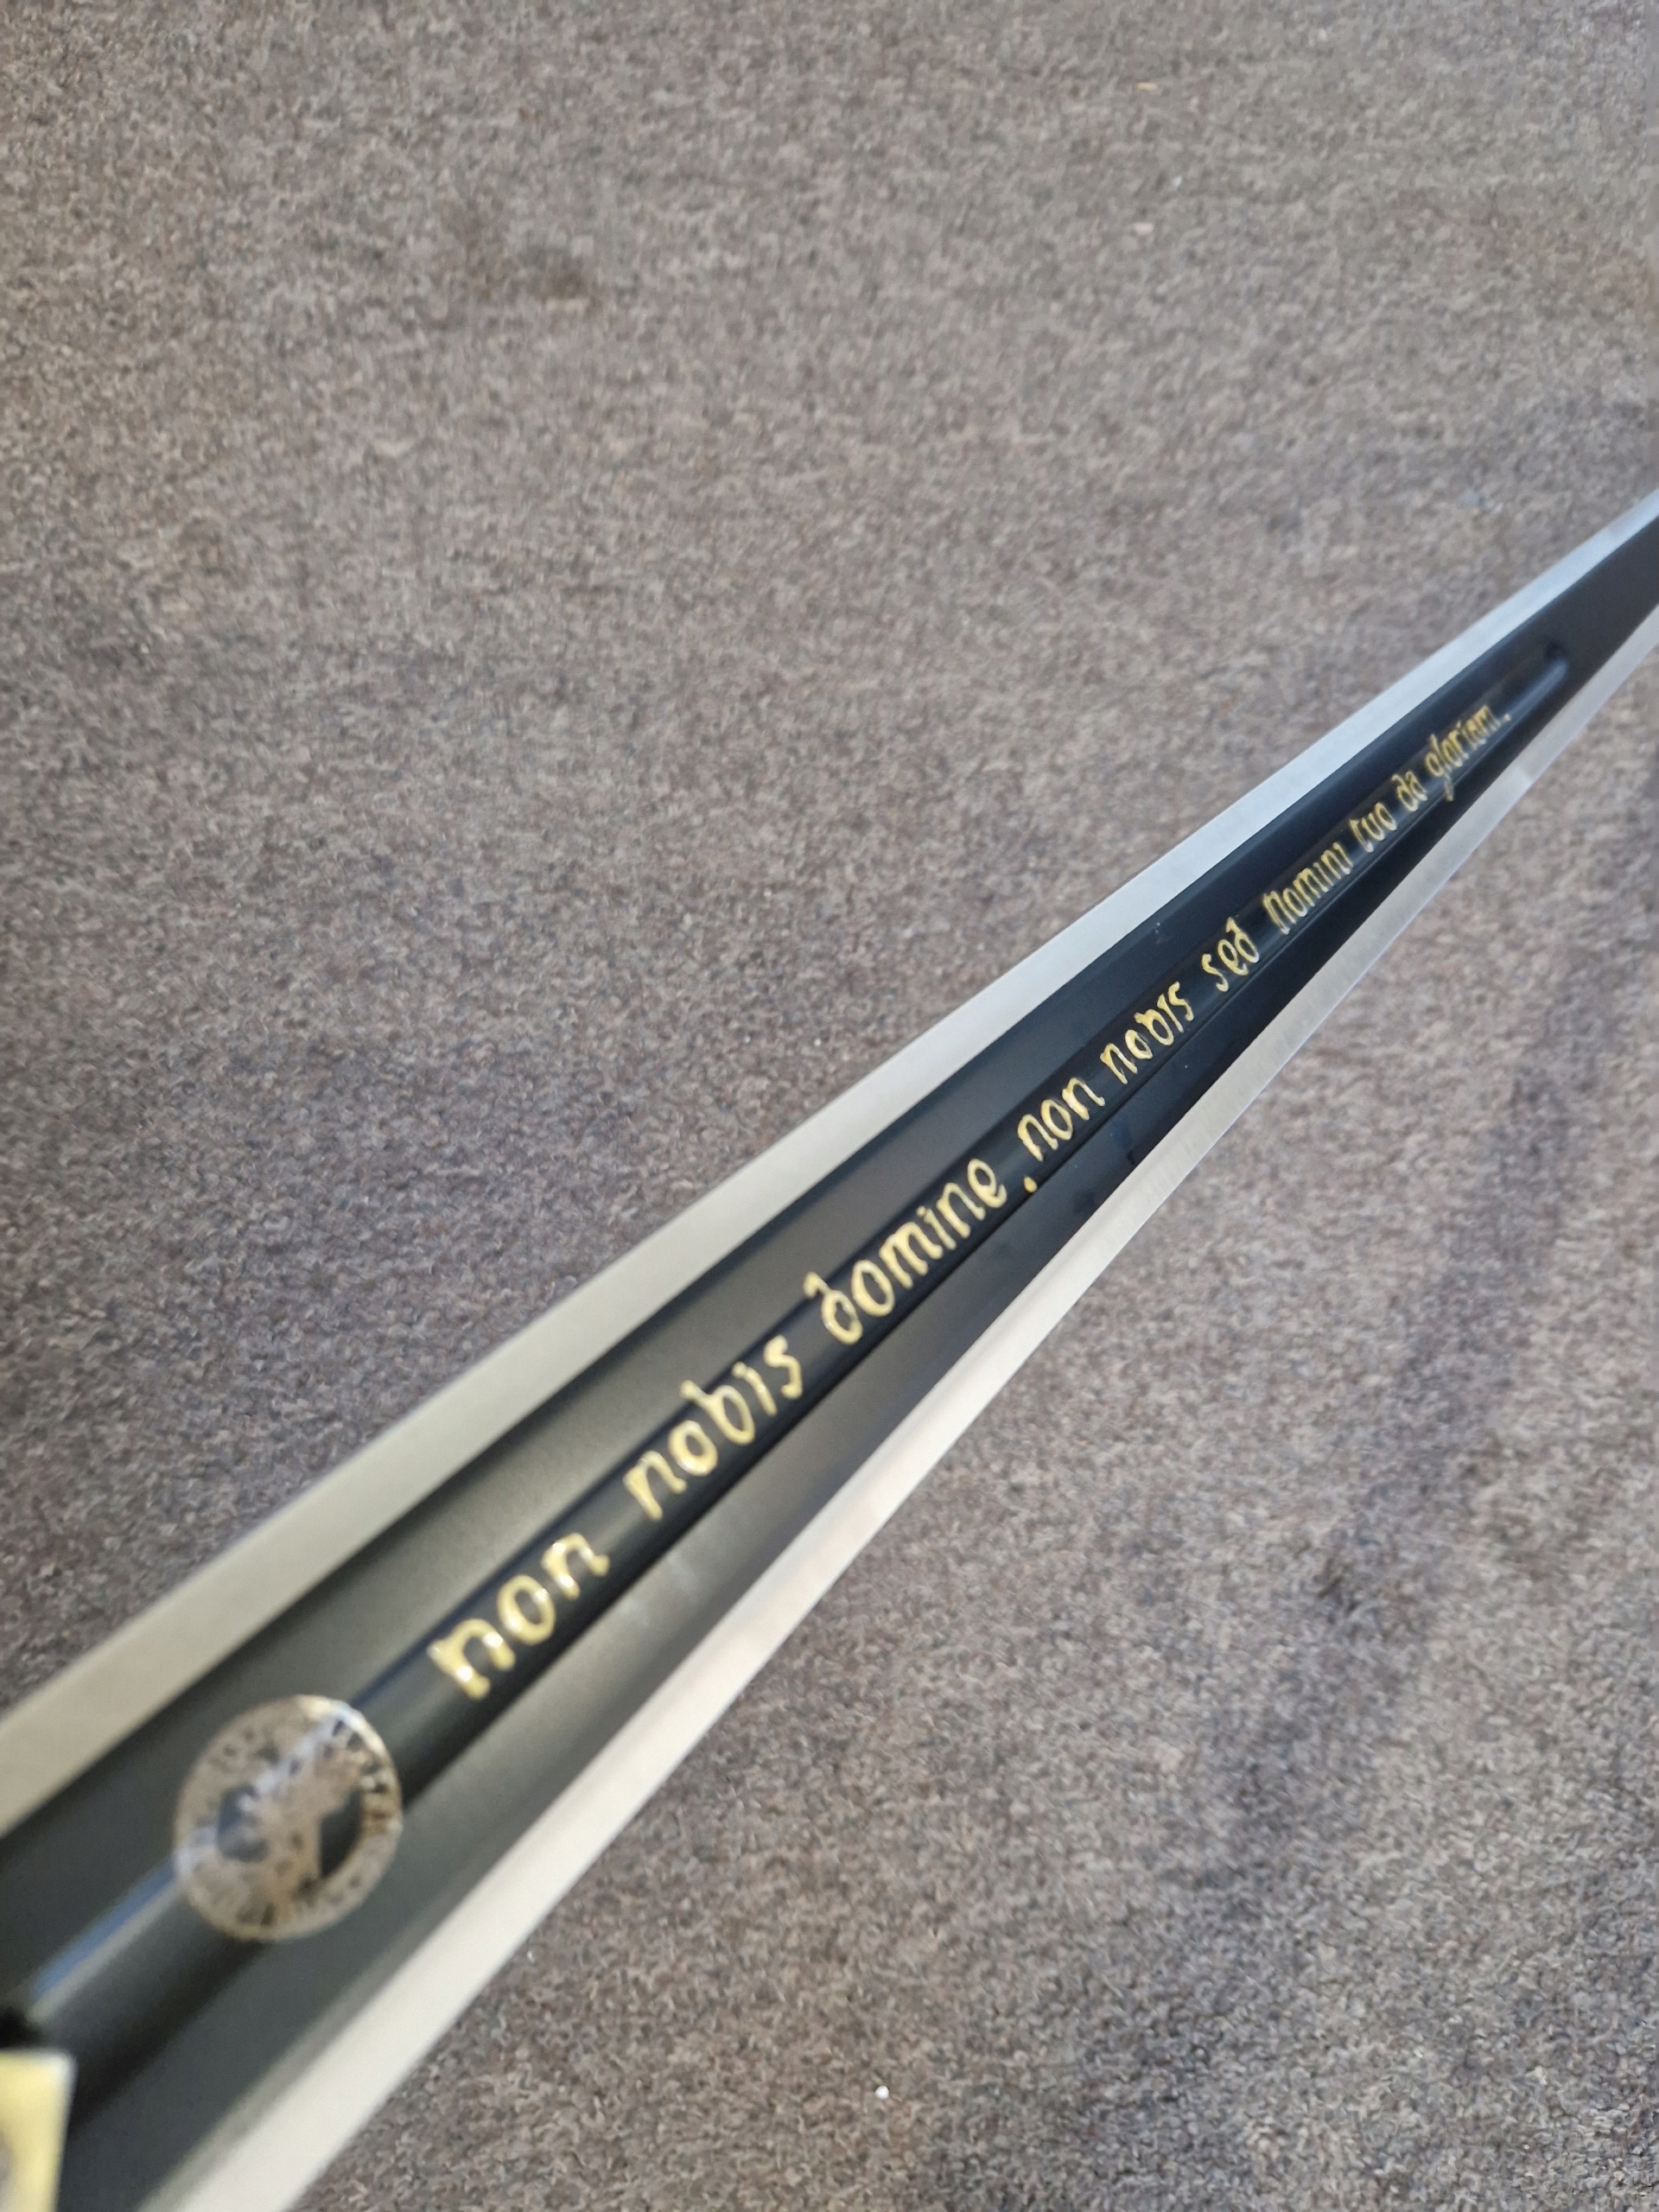 non nobis domine, non nobis sed nomini tuo da gloriam.